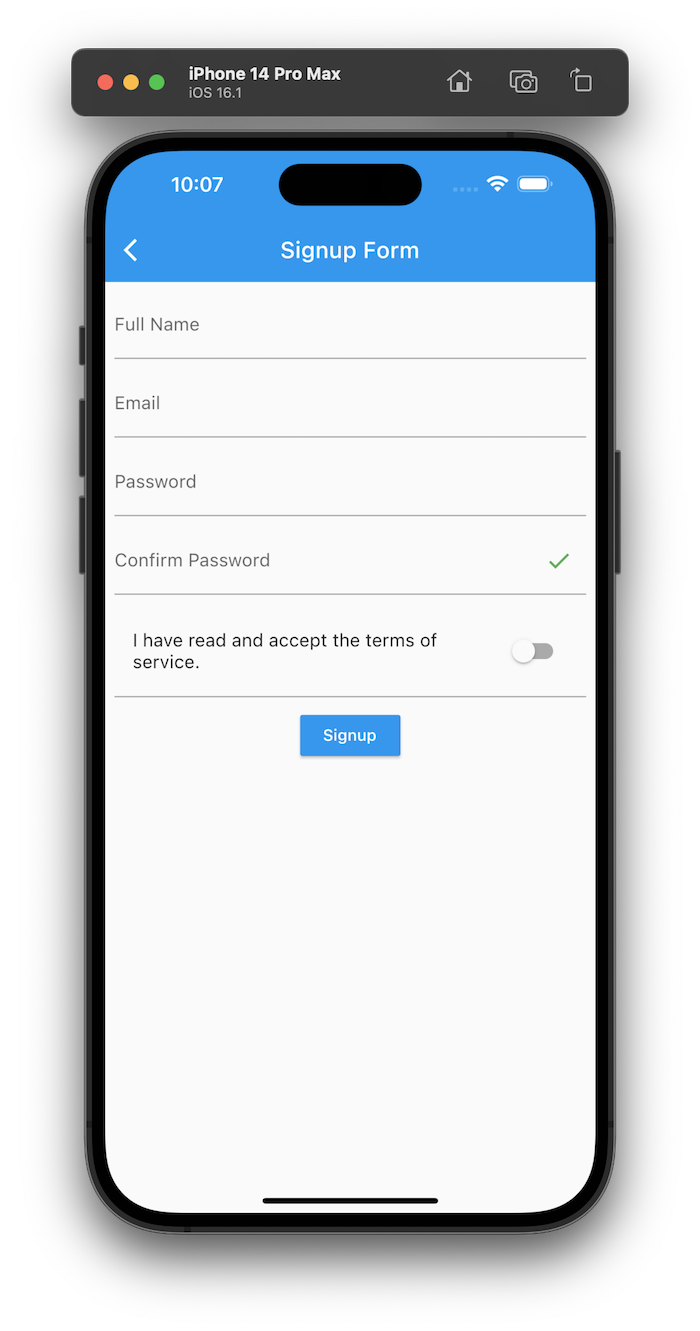 iPhone 14 Pro Max
iOS 16.1
10:07
Signup Form
Full Name
Email
Password
Confirm Password
I have read and accept the terms of
service.
Signup